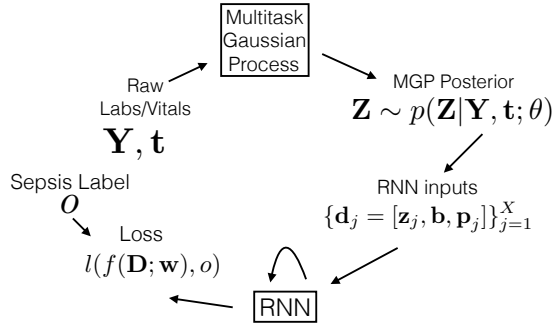 Multitask
Gaussian
Process
Raw
Labs/Vitals
Y, t
MGP Posterior
Z ∼ p(Z|Y, t; θ)
Sepsis Label
o
RNN inputs
{d_j = [z_j, b, p_j]}_{j=1}^X
Loss
l(f(D; w), o)
RNN